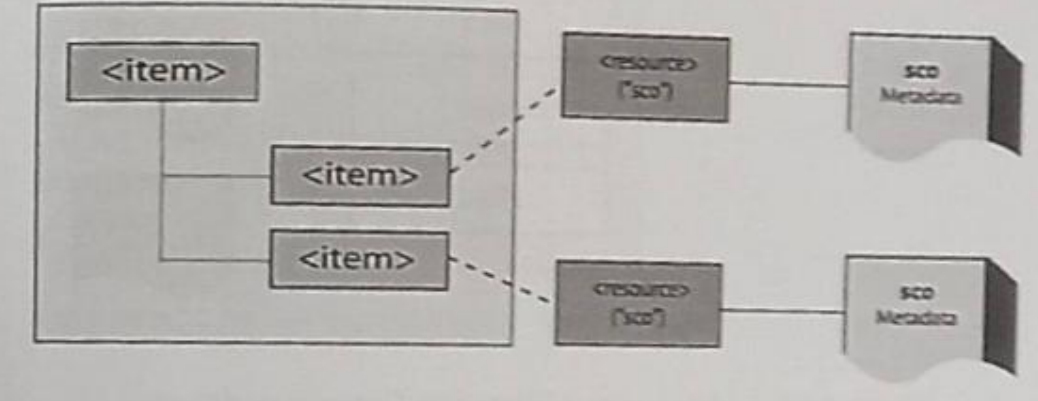 <item>
<resource>
("sco")
sco
Metadata
<item>
<item>
<resource>
("sco")
sco
Metadata